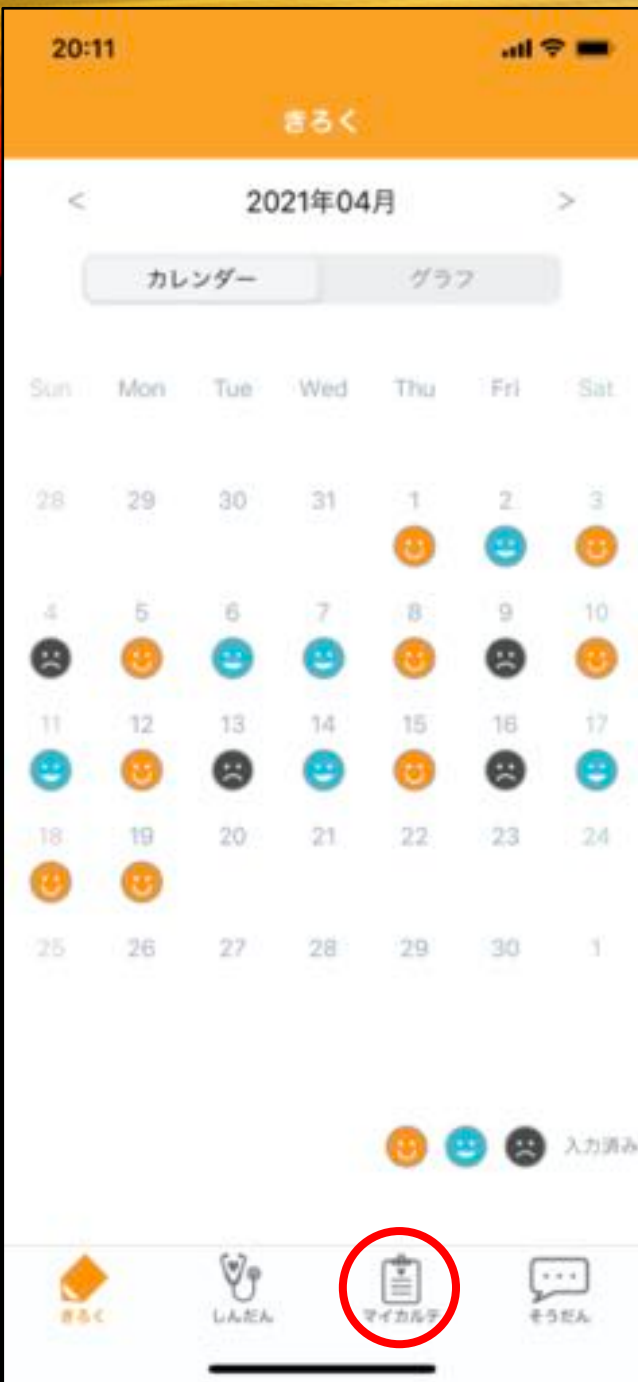 20:11
きろく
< 2021年04月 >
カレンダー グラフ
Sun Mon Tue Wed Thu Fri Sat
28 29 30 31 1 2 3
4 5 6 7 8 9 10
11 12 13 14 15 16 17
18 19 20 21 22 23 24
25 26 27 28 29 30 1
入力済み
きろく しんだん マイカルテ そうだん